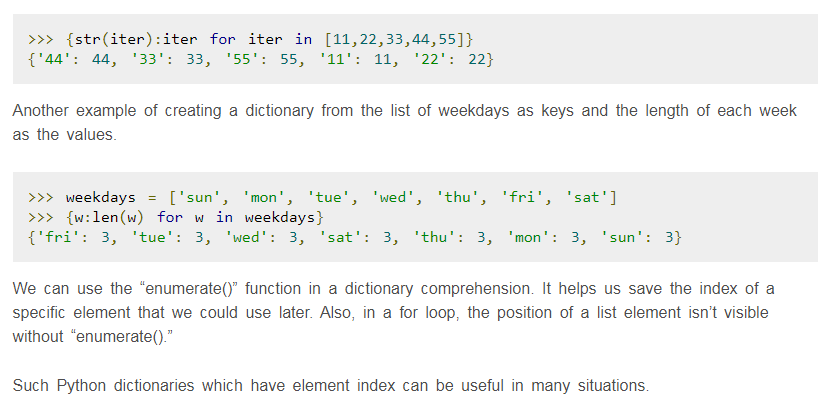 >>> {str(iter):iter for iter in [11,22,33,44,55]}
{'44': 44, '33': 33, '55': 55, '11': 11, '22': 22}
Another example of creating a dictionary from the list of weekdays as keys and the length of each week
as the values.
>>> weekdays = ['sun', 'mon', 'tue', 'wed', 'thu', 'fri', 'sat']
>>> {w:len(w) for w in weekdays}
{'fri': 3, 'tue': 3, 'wed': 3, 'sat': 3, 'thu': 3, 'mon': 3, 'sun': 3}
We can use the “enumerate()” function in a dictionary comprehension. It helps us save the index of a
specific element that we could use later. Also, in a for loop, the position of a list element isn’t visible
without “enumerate().”
Such Python dictionaries which have element index can be useful in many situations.